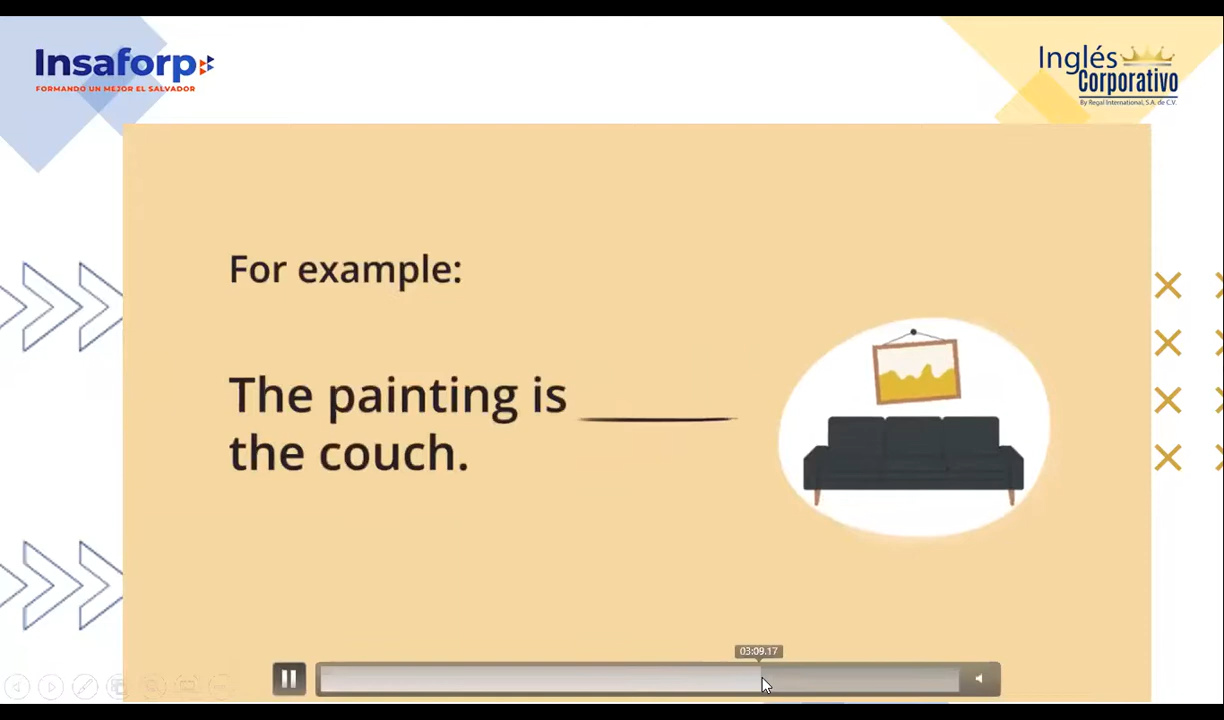 Insaforp
FORMANDO UN MEJOR EL SALVADOR
Inglés
Corporativo
By Regal International, S.A. de C.V.
For example:
The painting is
the couch.
03:09.17